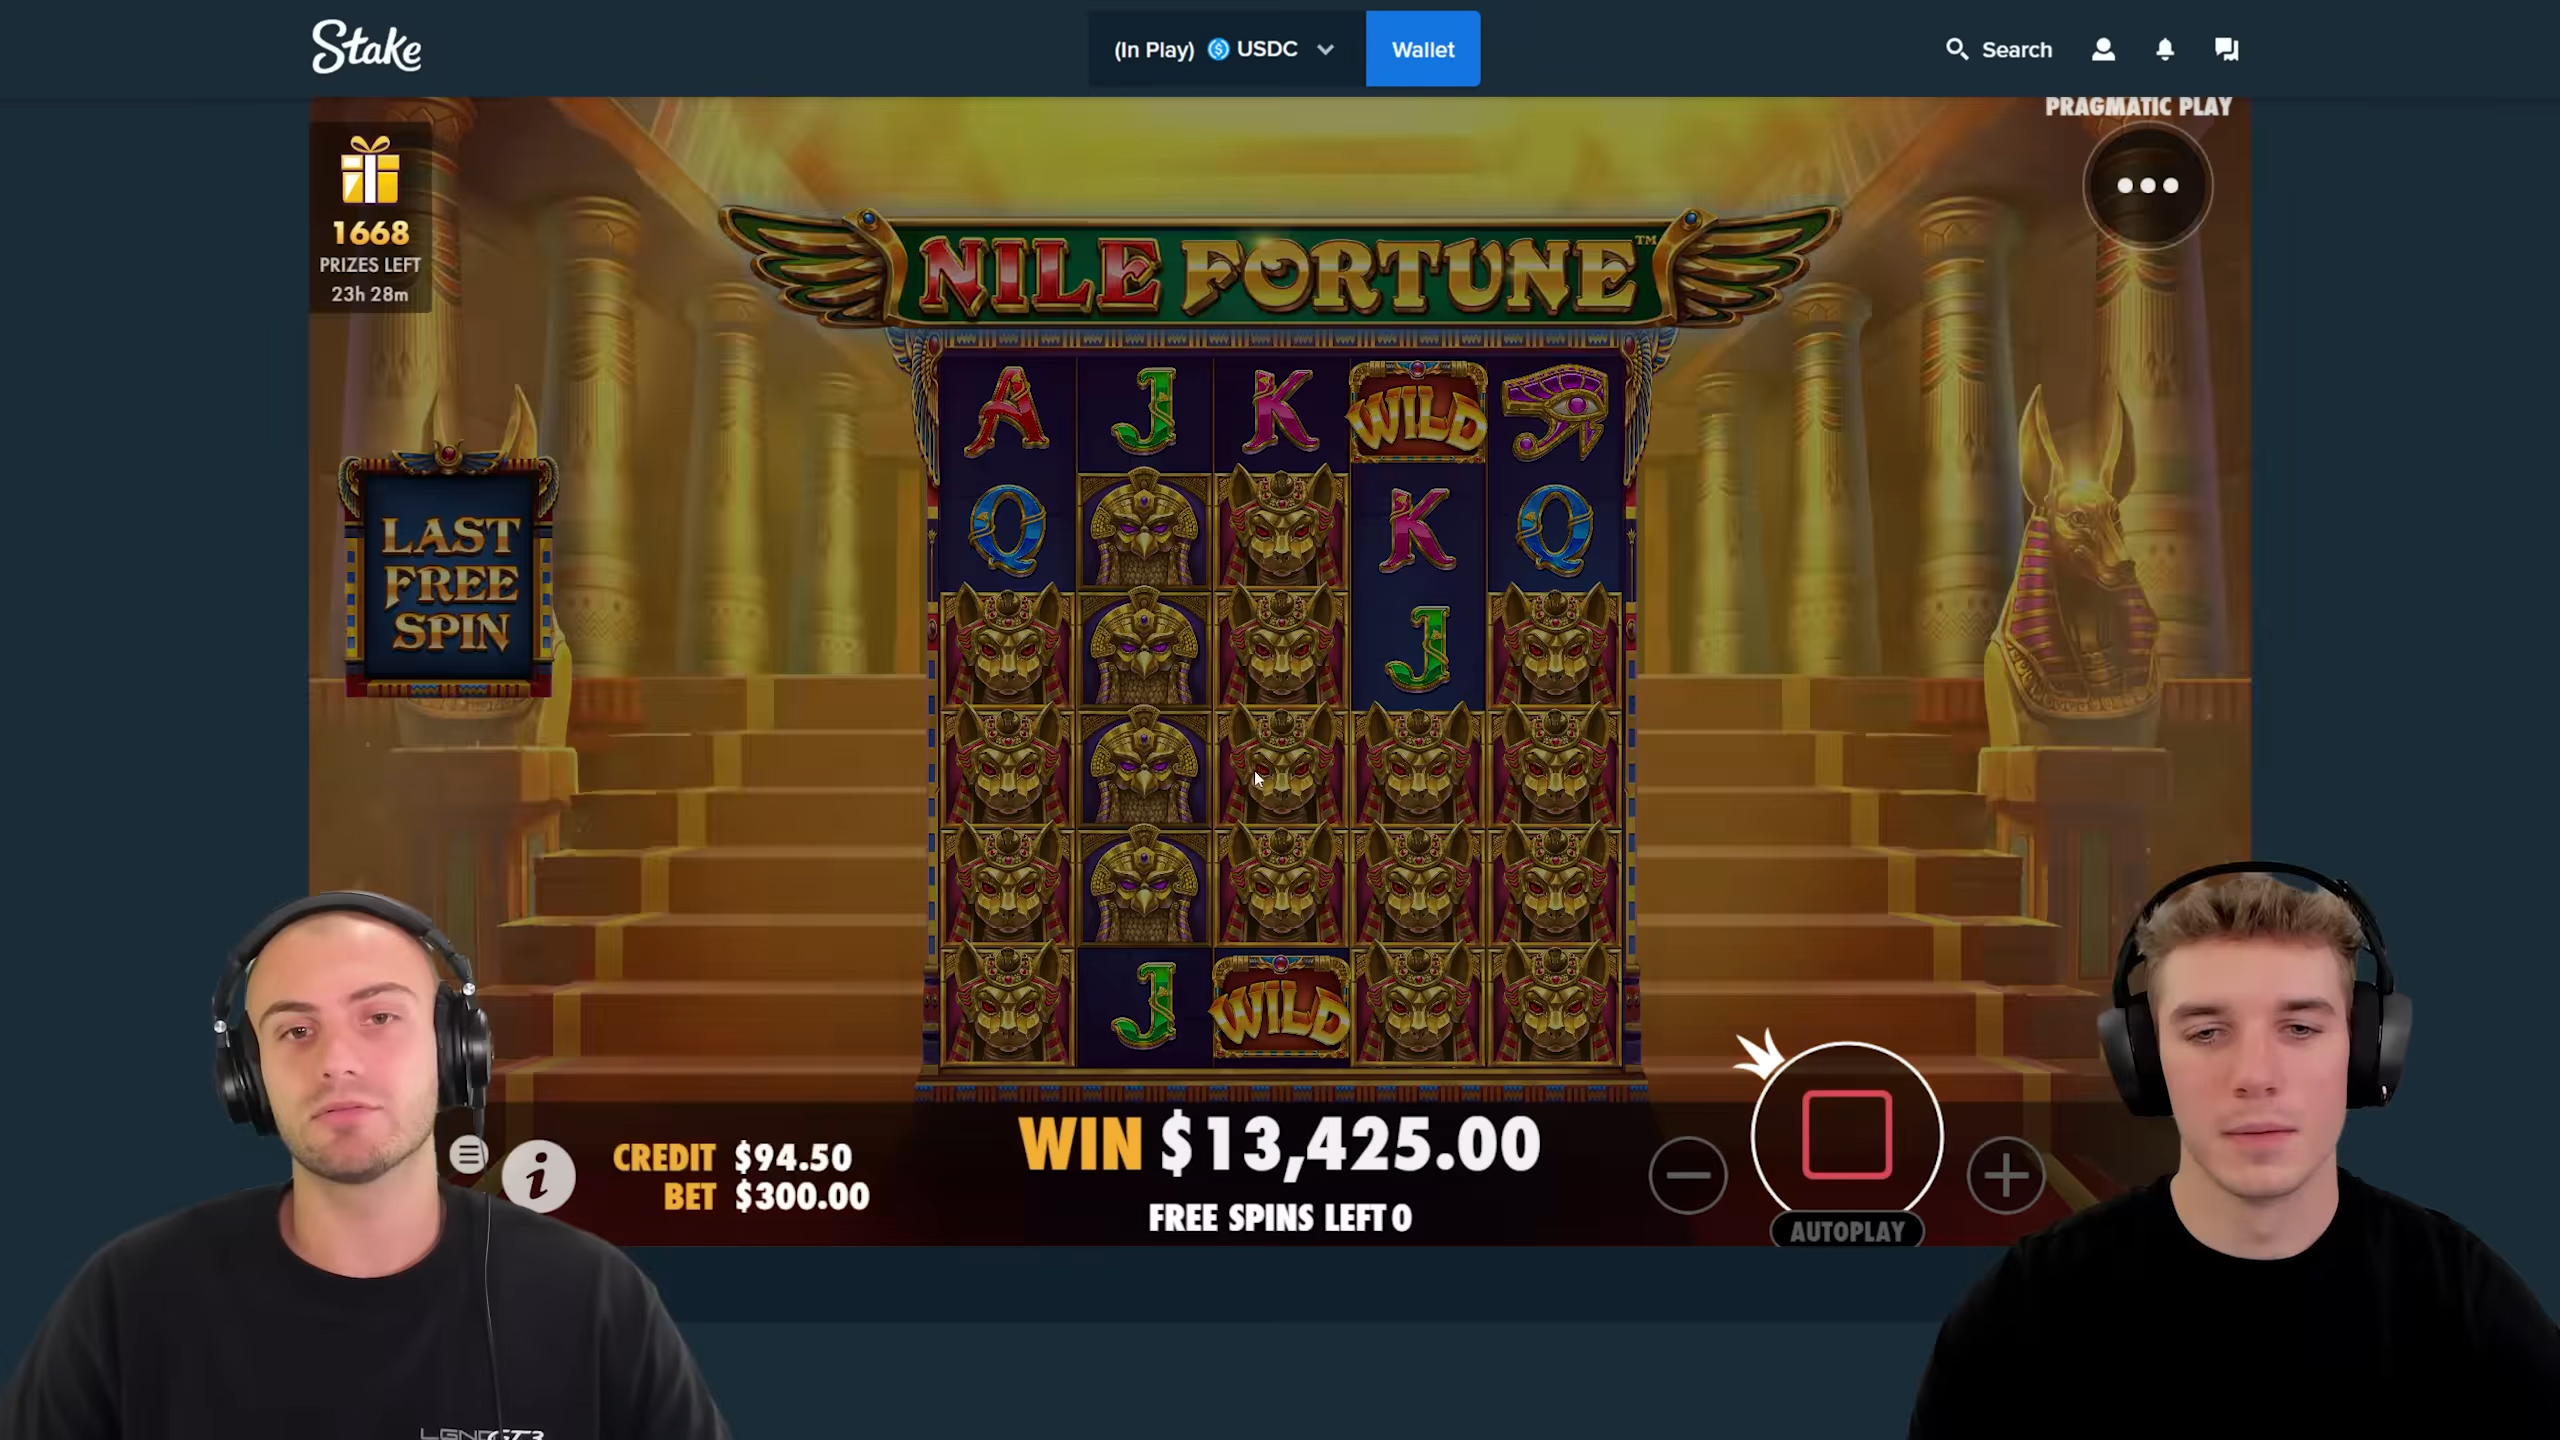 Stake
(In Play) USDC
Wallet
Search
PRAGMATIC PLAY
1668
PRIZES LEFT
23h 28m
NILE FORTUNE™
LAST
FREE
SPIN
A J K WILD
Q K Q
J
J WILD
CREDIT $94.50
BET $300.00
WIN $13,425.00
FREE SPINS LEFT 0
AUTOPLAY